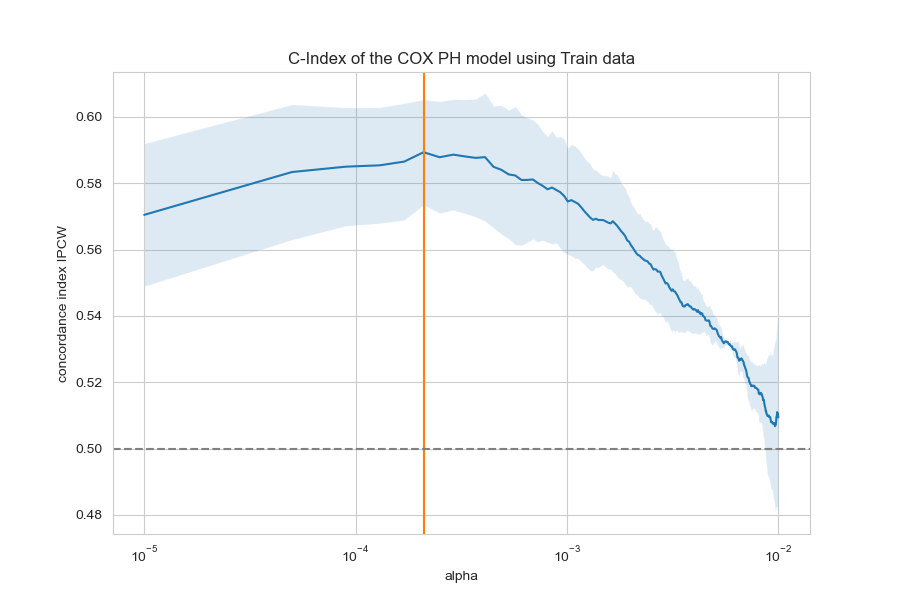 C-Index of the COX PH model using Train data
concordance index IPCW
0.60
0.58
0.56
0.54
0.52
0.50
0.48
10⁻⁵ 10⁻⁴ 10⁻³ 10⁻²
alpha